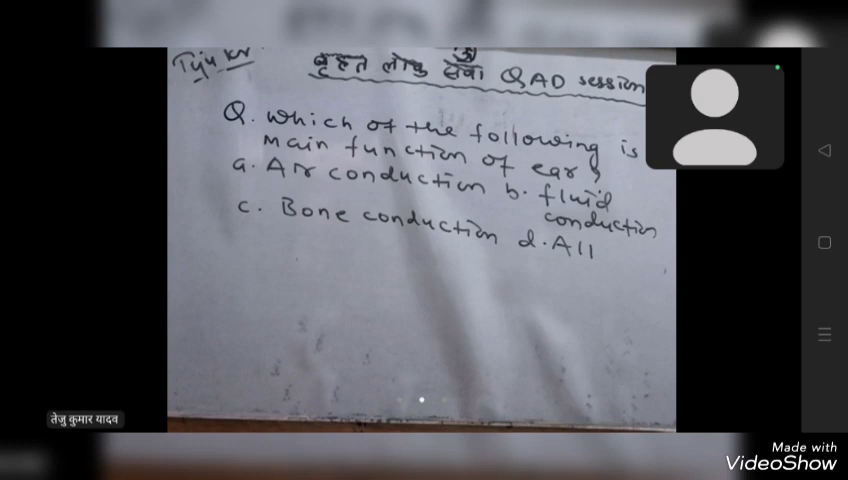 Tiju kr
बृहत लोक सेवा QAD session
Q. which of the following is
main function of ear?
a. Air conduction b. fluid
conduction
c. Bone conduction d. All
तेजु कुमार यादव
Made with
VideoShow